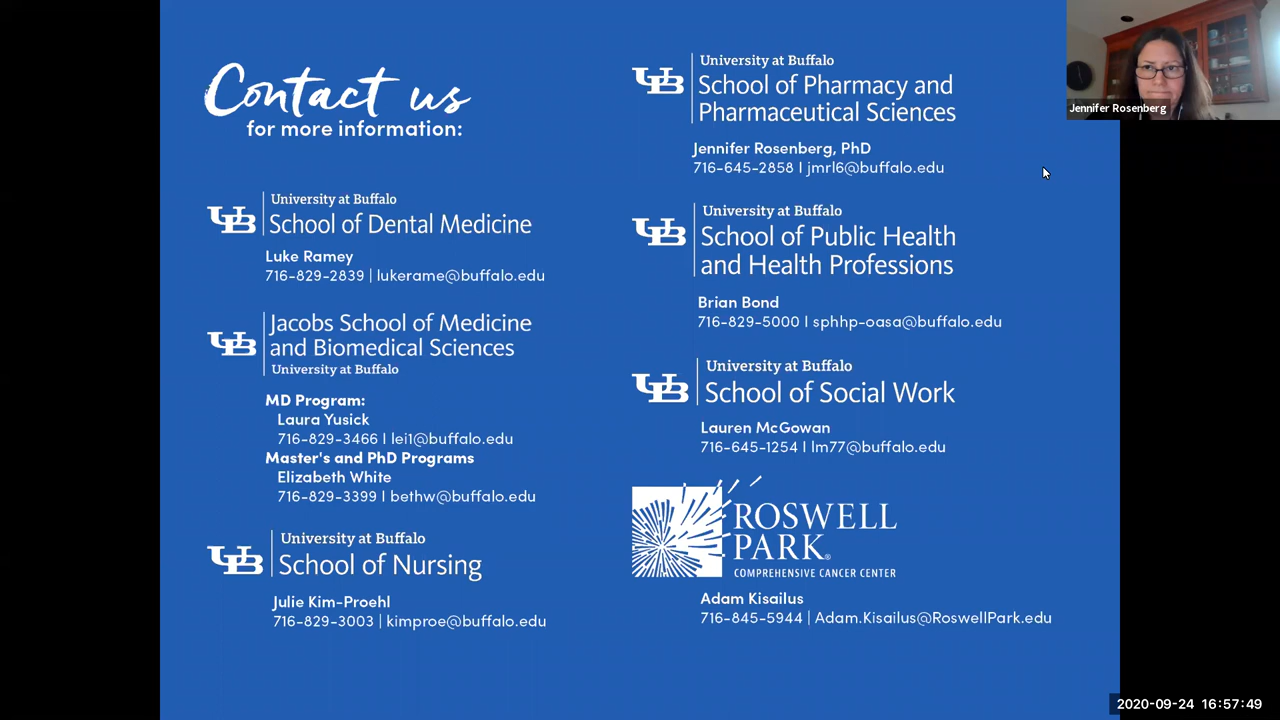 Contact us
for more information:
University at Buffalo
School of Dental Medicine
Luke Ramey
716-829-2839 | lukerame@buffalo.edu
Jacobs School of Medicine
and Biomedical Sciences
University at Buffalo
MD Program:
Laura Yusick
716-829-3466 | lei1@buffalo.edu
Master's and PhD Programs
Elizabeth White
716-829-3399 | bethw@buffalo.edu
University at Buffalo
School of Nursing
Julie Kim-Proehl
716-829-3003 | kimproe@buffalo.edu
University at Buffalo
School of Pharmacy and
Pharmaceutical Sciences
Jennifer Rosenberg, PhD
716-645-2858 | jmrl6@buffalo.edu
University at Buffalo
School of Public Health
and Health Professions
Brian Bond
716-829-5000 | sphhp-oasa@buffalo.edu
University at Buffalo
School of Social Work
Lauren McGowan
716-645-1254 | lm77@buffalo.edu
ROSWELL
PARK®
COMPREHENSIVE CANCER CENTER
Adam Kisailus
716-845-5944 | Adam.Kisailus@RoswellPark.edu
Jennifer Rosenberg
2020-09-24 16:57:49